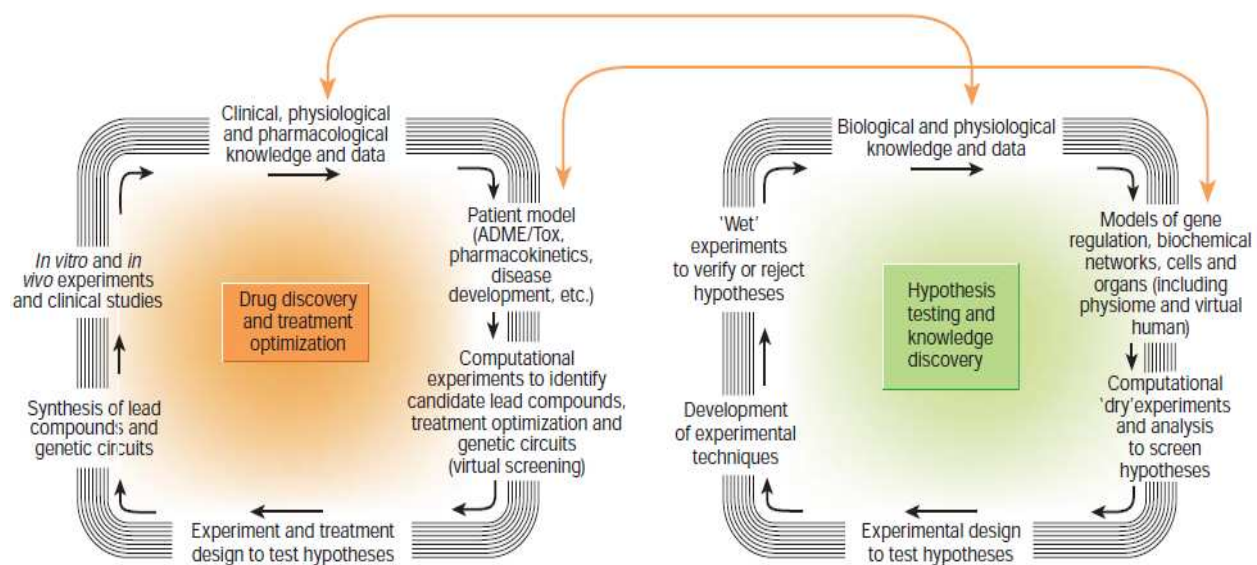 Clinical, physiological
and pharmacological
knowledge and data
Patient model
(ADME/Tox,
pharmacokinetics,
disease
development, etc.)
Computational
experiments to identify
candidate lead compounds,
treatment optimization and
genetic circuits
(virtual screening)
Experiment and treatment
design to test hypotheses
Synthesis of lead
compounds and
genetic circuits
In vitro and in
vivo experiments
and clinical studies
Drug discovery
and treatment
optimization
Biological and physiological
knowledge and data
Models of gene
regulation, biochemical
networks, cells and
organs (including
physiome and virtual
human)
Computational
'dry'experiments
and analysis
to screen
hypotheses
Experimental design
to test hypotheses
Development
of experimental
techniques
'Wet'
experiments
to verify or reject
hypotheses
Hypothesis
testing and
knowledge
discovery